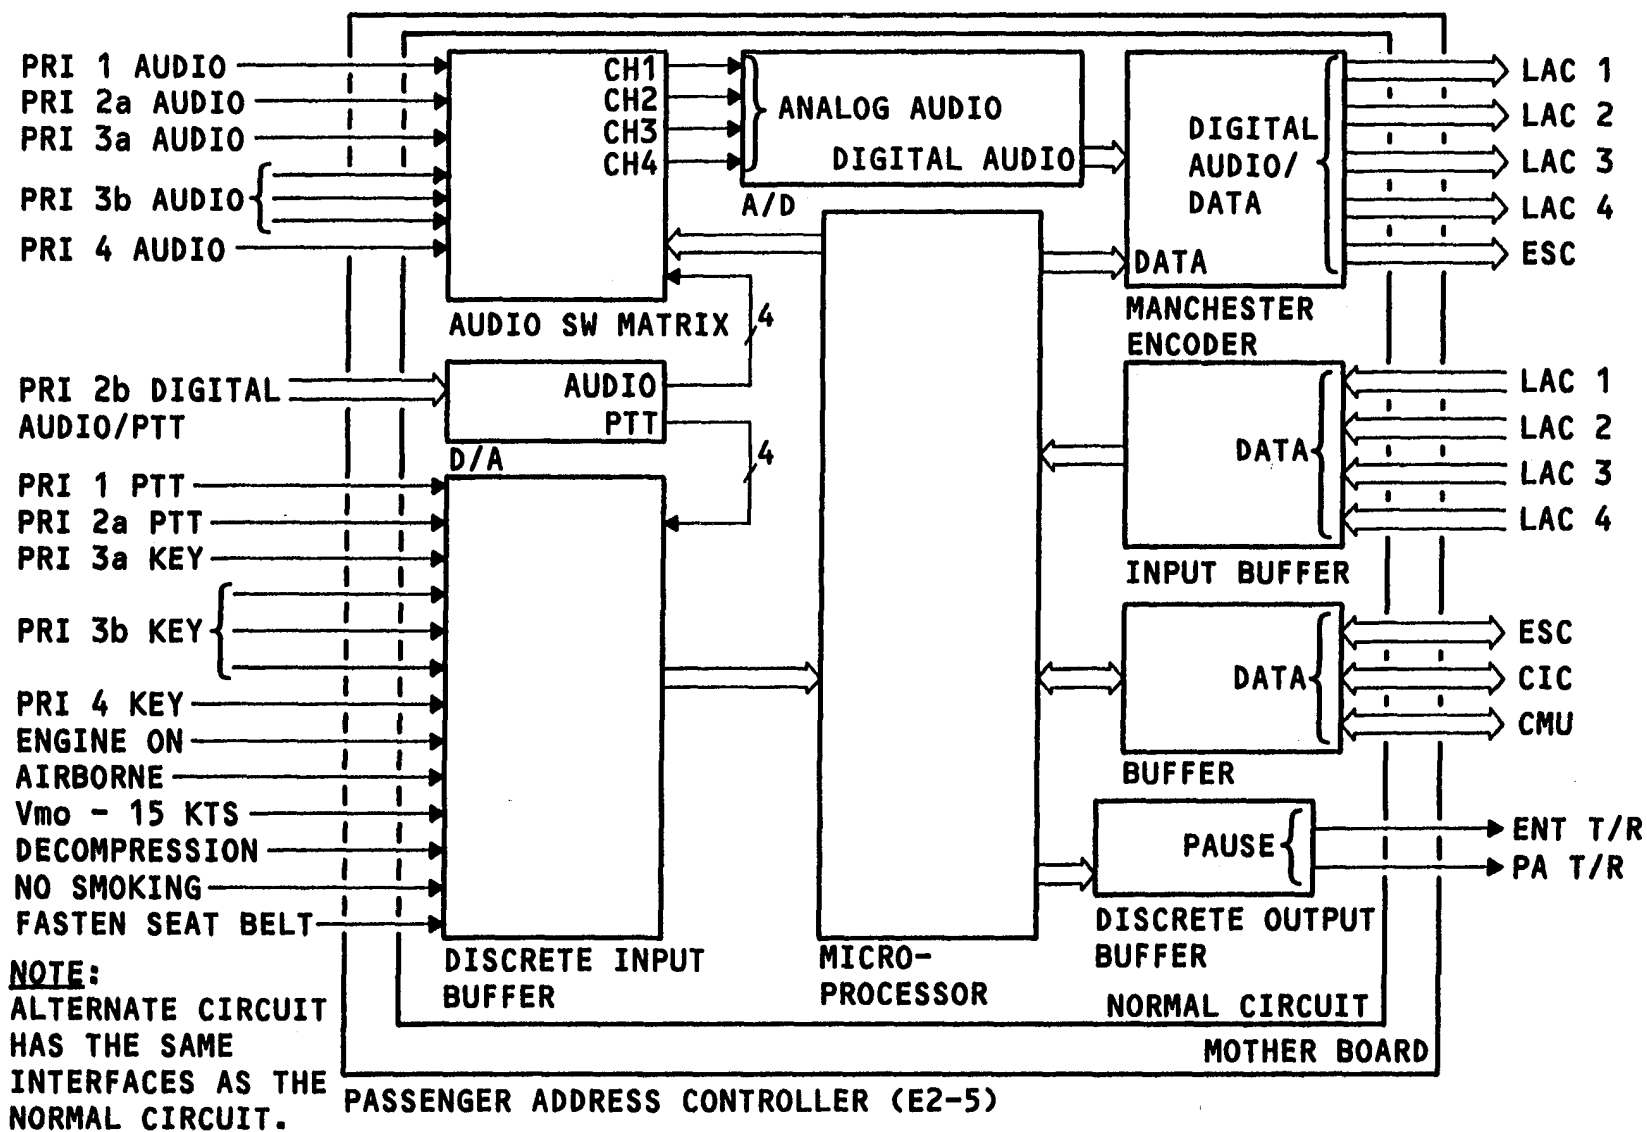 PRI 1 AUDIO
PRI 2a AUDIO
PRI 3a AUDIO
PRI 3b AUDIO
PRI 4 AUDIO
CH1
CH2
CH3
CH4
AUDIO SW MATRIX
ANALOG AUDIO
DIGITAL AUDIO
A/D
DIGITAL
AUDIO/
DATA
DATA
MANCHESTER
ENCODER
LAC 1
LAC 2
LAC 3
LAC 4
ESC
4
PRI 2b DIGITAL
AUDIO/PTT
AUDIO
PTT
D/A
4
PRI 1 PTT
PRI 2a PTT
PRI 3a KEY
PRI 3b KEY
PRI 4 KEY
ENGINE ON
AIRBORNE
Vmo - 15 KTS
DECOMPRESSION
NO SMOKING
FASTEN SEAT BELT
DISCRETE INPUT
BUFFER
MICRO-
PROCESSOR
DATA
INPUT BUFFER
LAC 1
LAC 2
LAC 3
LAC 4
DATA
BUFFER
ESC
CIC
CMU
PAUSE
DISCRETE OUTPUT
BUFFER
ENT T/R
PA T/R
NORMAL CIRCUIT
MOTHER BOARD
PASSENGER ADDRESS CONTROLLER (E2-5)
NOTE:
ALTERNATE CIRCUIT
HAS THE SAME
INTERFACES AS THE
NORMAL CIRCUIT.